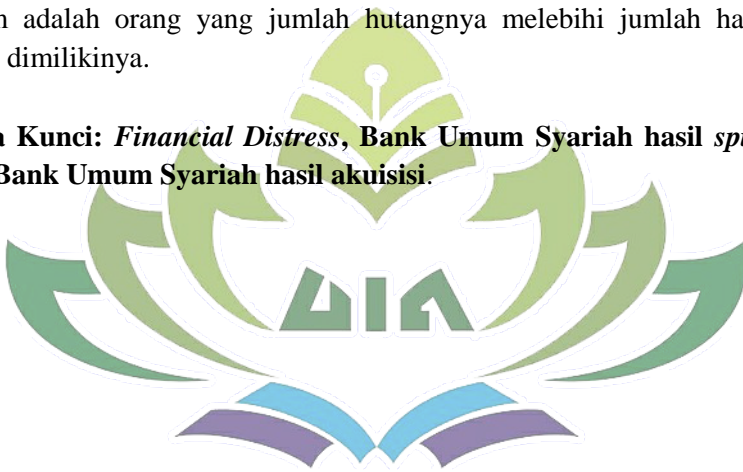 n adalah orang yang jumlah hutangnya melebihi jumlah ha
dimilikinya.
a Kunci: Financial Distress, Bank Umum Syariah hasil sp
Bank Umum Syariah hasil akuisisi.
UIN